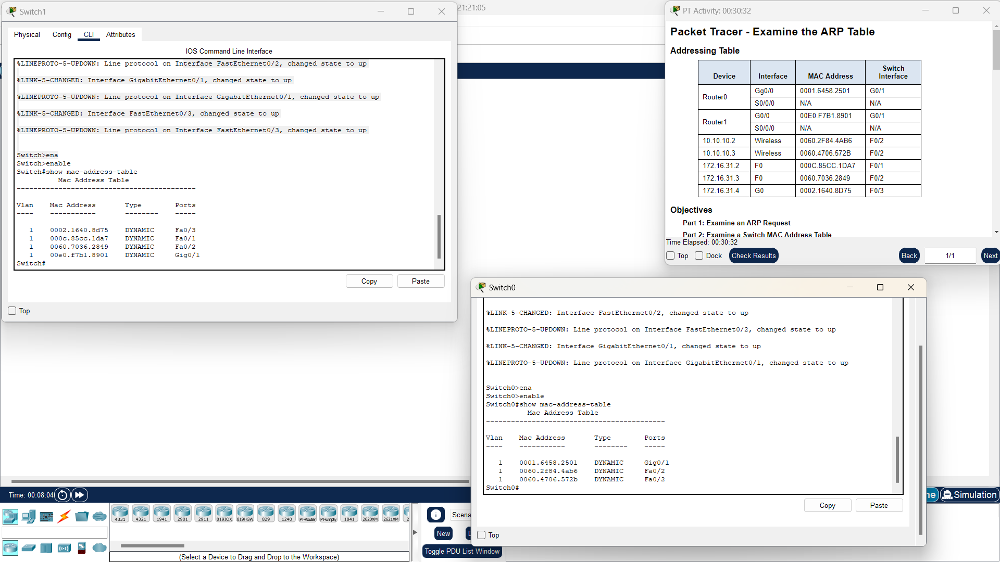 Switch1
21:21:05
Physical Config CLI Attributes
IOS Command Line Interface
%LINEPROTO-5-UPDOWN: Line protocol on Interface FastEthernet0/2, changed state to up
%LINK-5-CHANGED: Interface GigabitEthernet0/1, changed state to up
%LINEPROTO-5-UPDOWN: Line protocol on Interface GigabitEthernet0/1, changed state to up
%LINK-5-CHANGED: Interface FastEthernet0/3, changed state to up
%LINEPROTO-5-UPDOWN: Line protocol on Interface FastEthernet0/3, changed state to up
Switch>ena
Switch>enable
Switch#show mac-address-table
Mac Address Table
-------------------------------------------
Vlan Mac Address Type Ports
---- ----------- -------- -----
1 0002.1640.8d75 DYNAMIC Fa0/3
1 000c.85cc.1da7 DYNAMIC Fa0/1
1 0060.7036.2849 DYNAMIC Fa0/2
1 00e0.f7b1.8901 DYNAMIC Gig0/1
Switch#
Copy Paste
Top
PT Activity: 00:30:32
Packet Tracer - Examine the ARP Table
Addressing Table
Device Interface MAC Address Switch Interface
Router0 Gg0/0 0001.6458.2501 G0/1
S0/0/0 N/A N/A
Router1 G0/0 00E0.F7B1.8901 G0/1
S0/0/0 N/A N/A
10.10.10.2 Wireless 0060.2F84.4AB6 F0/2
10.10.10.3 Wireless 0060.4706.572B F0/2
172.16.31.2 F0 000C.85CC.1DA7 F0/1
172.16.31.3 F0 0060.7036.2849 F0/2
172.16.31.4 G0 0002.1640.8D75 F0/3
Objectives
Part 1: Examine an ARP Request
Part 2: Examine a Switch MAC Address Table
Time Elapsed: 00:30:32
Top Dock Check Results Back 1/1 Next
Switch0
%LINK-5-CHANGED: Interface FastEthernet0/2, changed state to up
%LINEPROTO-5-UPDOWN: Line protocol on Interface FastEthernet0/2, changed state to up
%LINK-5-CHANGED: Interface GigabitEthernet0/1, changed state to up
%LINEPROTO-5-UPDOWN: Line protocol on Interface GigabitEthernet0/1, changed state to up
Switch0>ena
Switch0>enable
Switch0#show mac-address-table
Mac Address Table
-------------------------------------------
Vlan Mac Address Type Ports
---- ----------- -------- -----
1 0001.6458.2501 DYNAMIC Gig0/1
1 0060.2f84.4ab6 DYNAMIC Fa0/2
1 0060.4706.572b DYNAMIC Fa0/2
Switch0#
Copy Paste
Top
Time: 00:08:04
me Simulation
4331 4321 1941 2901 2911 819IOX 819HGW 829 1240 PT-Router PT-Empty 1841 2620XM 2621XM 2
Scena
New D
Toggle PDU List Window
(Select a Device to Drag and Drop to the Workspace)